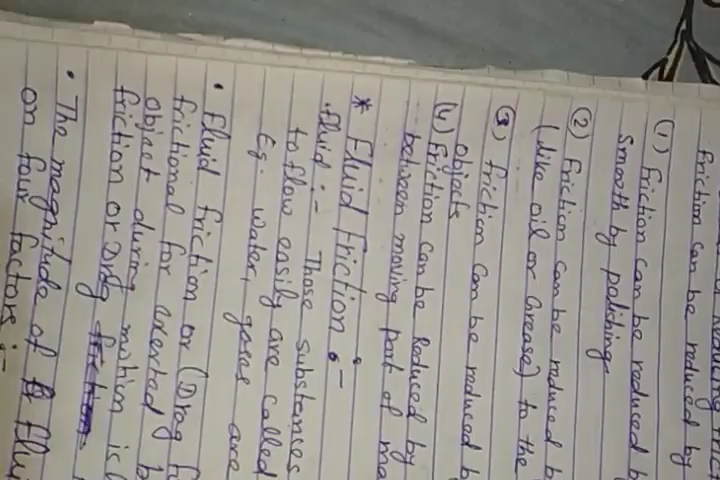 Friction can be reduced by
(1) Friction can be reduced b
smooth by polishing
(2) Friction can be reduced b
(like oil or Grease) to the
(3) friction can be reduced b
objects
(4) Friction can be Reduced by
between moving part of ma
* Fluid Friction :-
fluid :- Those substances
to flow easily are called
Eg. Water, gases are
• Fluid friction or (Drag f
frictional for exerted b
object during motion is
friction or Drag
• The magnitude of flui
on four factors :-